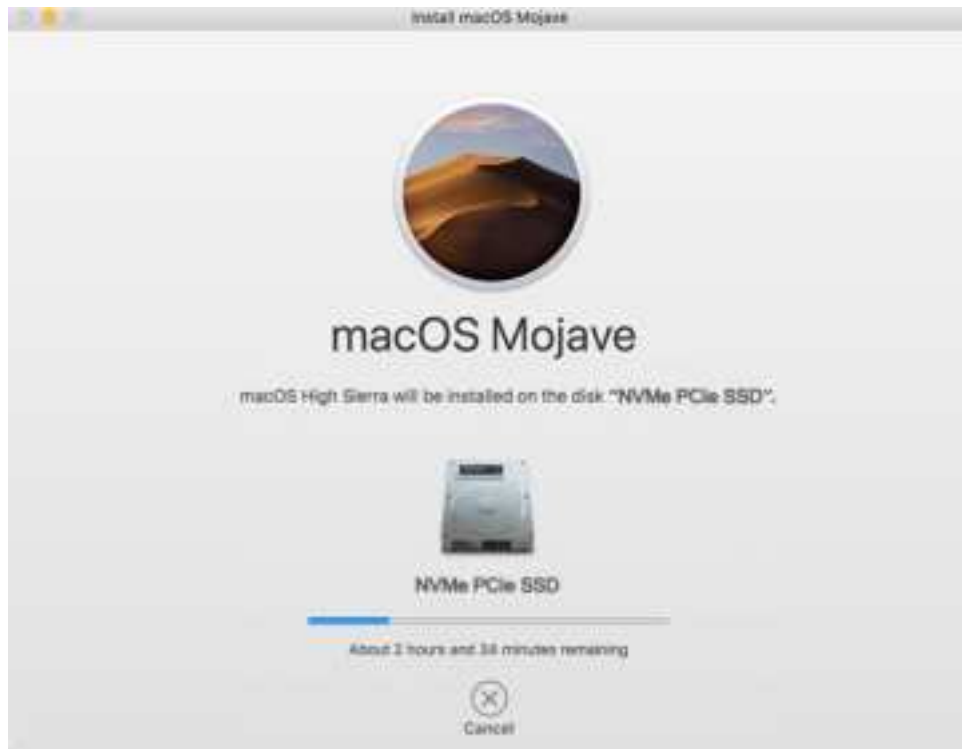 Install macOS Mojave
macOS Mojave
macOS High Sierra will be installed on the disk “NVMe PCIe SSD”.
NVMe PCIe SSD
About 2 hours and 38 minutes remaining
Cancel